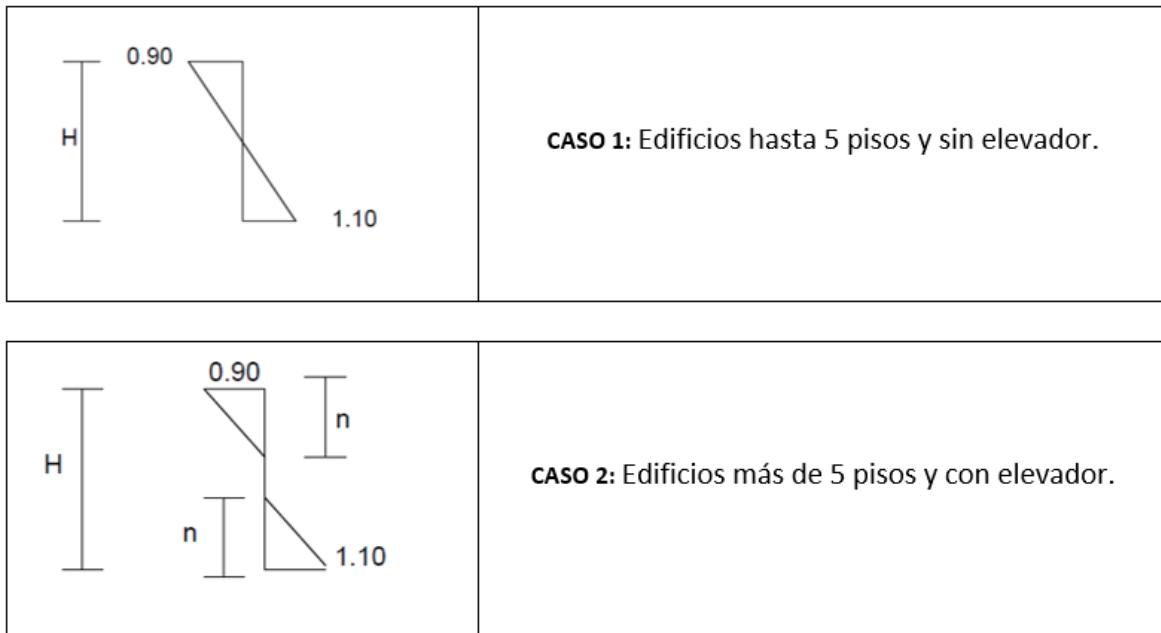 0.90
H
1.10
CASO 1: Edificios hasta 5 pisos y sin elevador.
0.90
n
H
n
1.10
CASO 2: Edificios más de 5 pisos y con elevador.